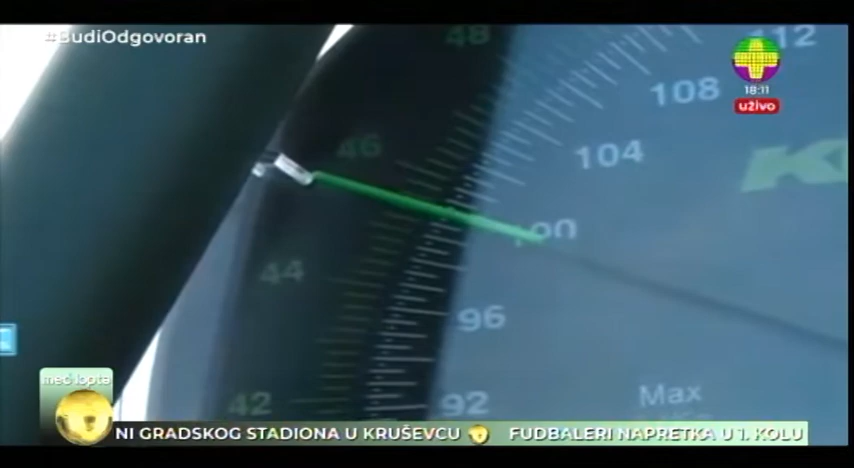 #BudiOdgovoran
48
112
18:11
uživo
108
46
104
100
44
96
Max
42
92
meč lopta
NI GRADSKOG STADIONA U KRUŠEVCU FUDBALERI NAPRETKA U 1. KOLU